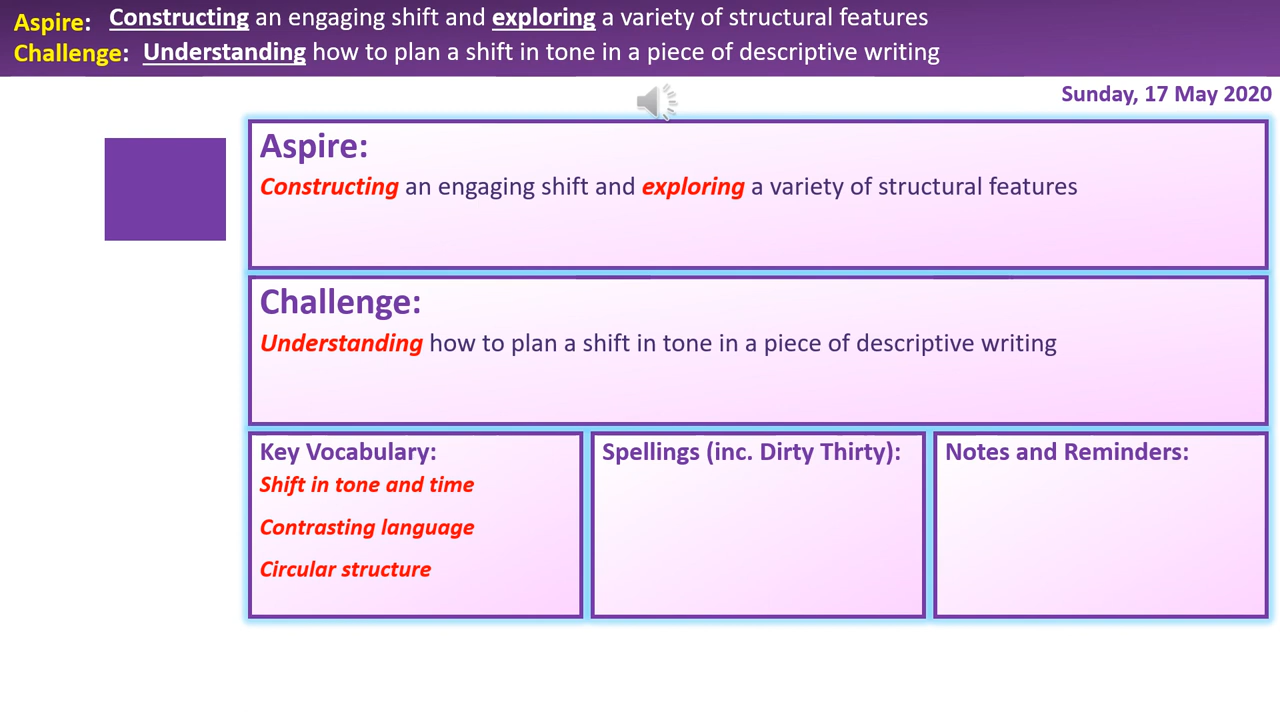 Aspire: Constructing an engaging shift and exploring a variety of structural features
Challenge: Understanding how to plan a shift in tone in a piece of descriptive writing
Sunday, 17 May 2020
Aspire:
Constructing an engaging shift and exploring a variety of structural features
Challenge:
Understanding how to plan a shift in tone in a piece of descriptive writing
Key Vocabulary:
Shift in tone and time
Contrasting language
Circular structure
Spellings (inc. Dirty Thirty):
Notes and Reminders: